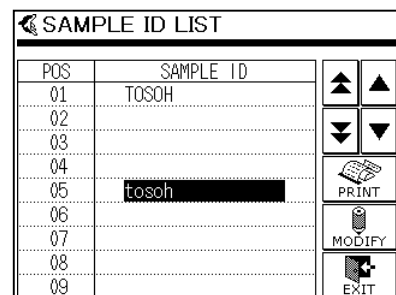 SAMPLE ID LIST
POS SAMPLE ID
01 TOSOH
02
03
04
05 tosoh
06
07
08
09
PRINT
MODIFY
EXIT